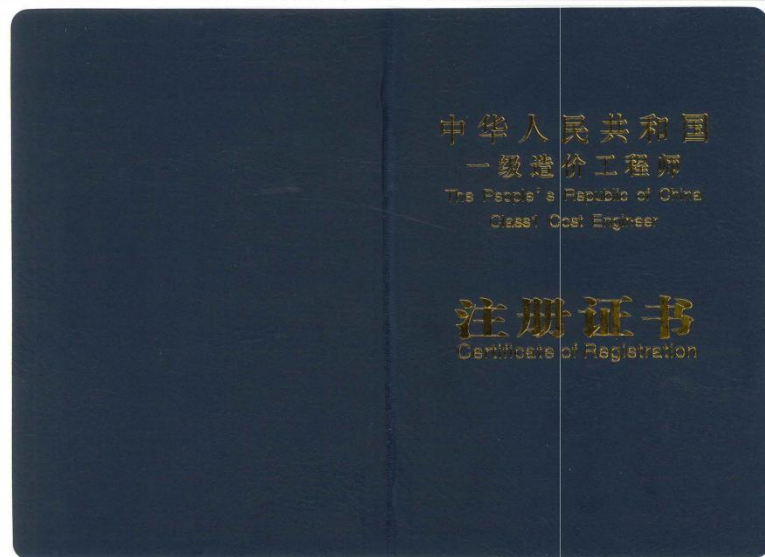 中华人民共和国
一级造价工程师
The People's Republic of China
Class1 Cost Engineer
注册证书
Certificate of Registration